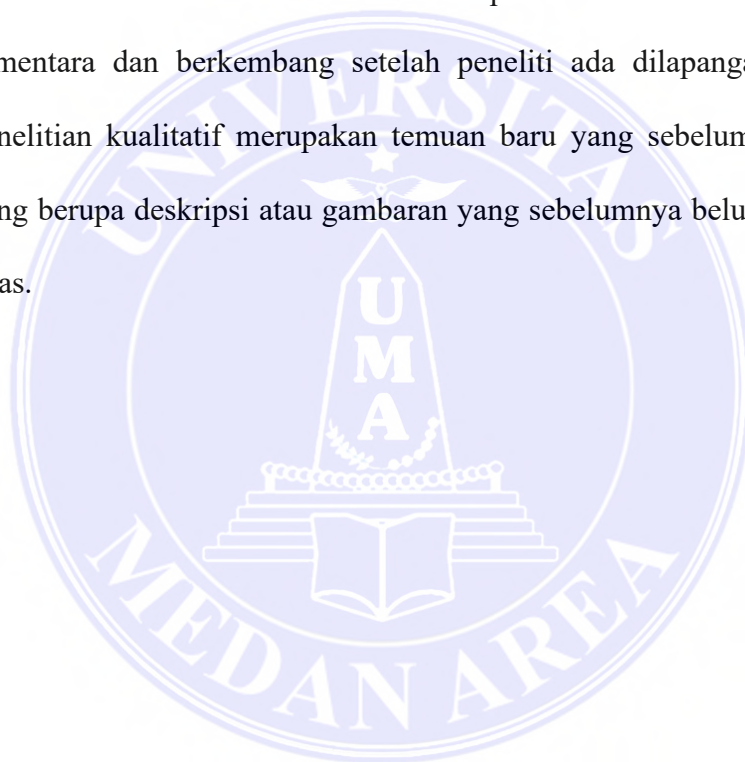 mentara dan berkembang setelah peneliti ada dilapanga
nelitian kualitatif merupakan temuan baru yang sebelum
ng berupa deskripsi atau gambaran yang sebelumnya belu
as.
UNIVERSITAS
U
M
A
MEDAN AREA